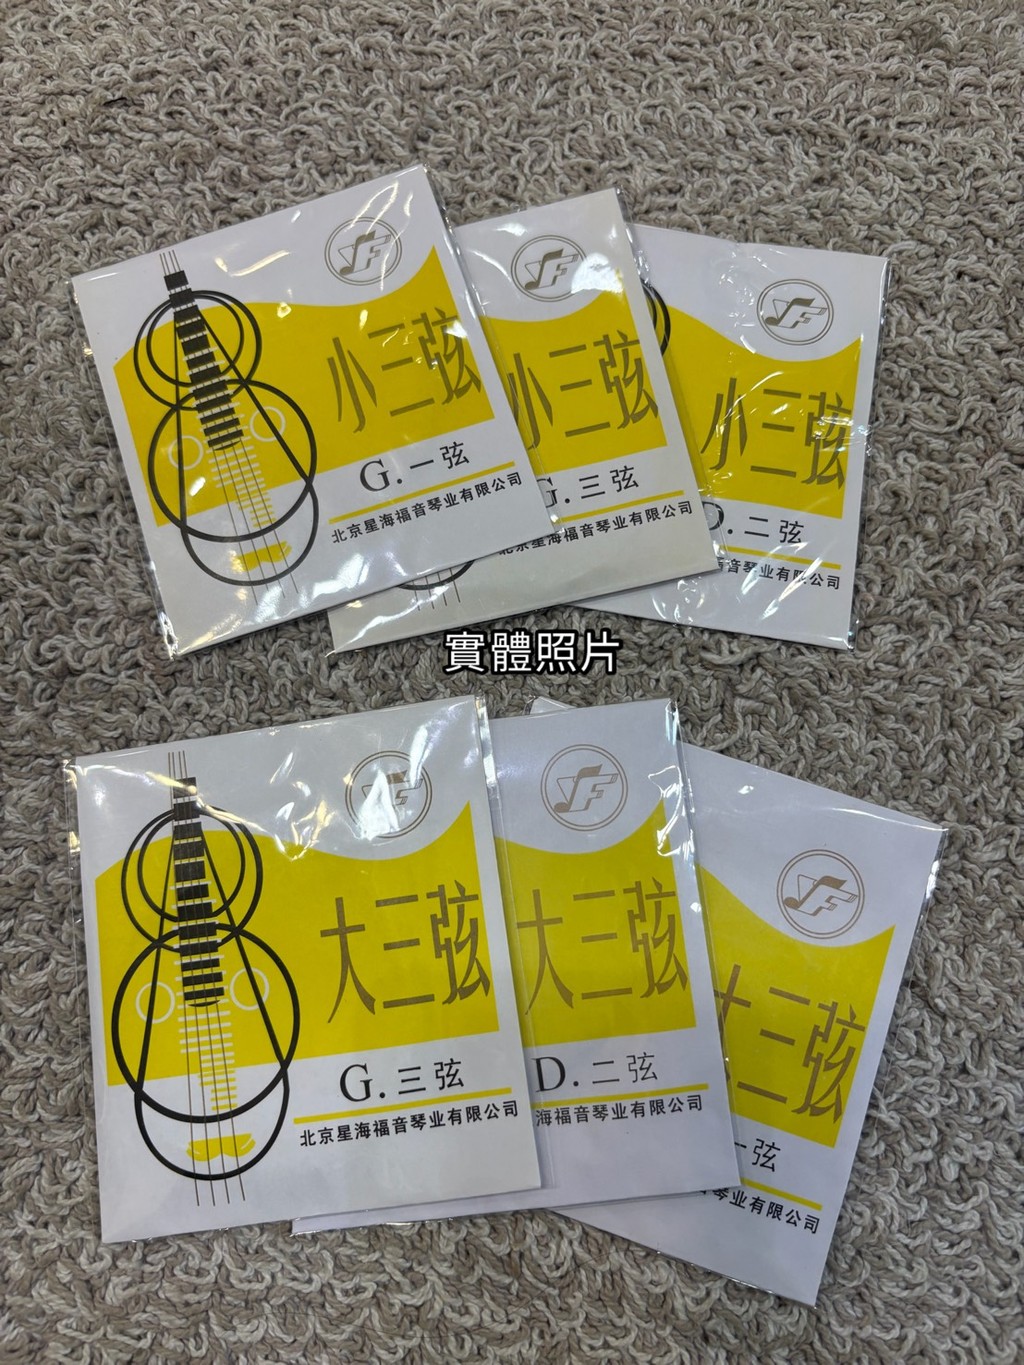 小三弦
G. 一弦
北京星海福音琴业有限公司
小三弦
G. 三弦
北京星海福音琴业有限公司
小三弦
D. 二弦
音琴业有限公司
實體照片
大三弦
G. 三弦
北京星海福音琴业有限公司
大三弦
D. 二弦
海福音琴业有限公司
大三弦
一弦
琴业有限公司